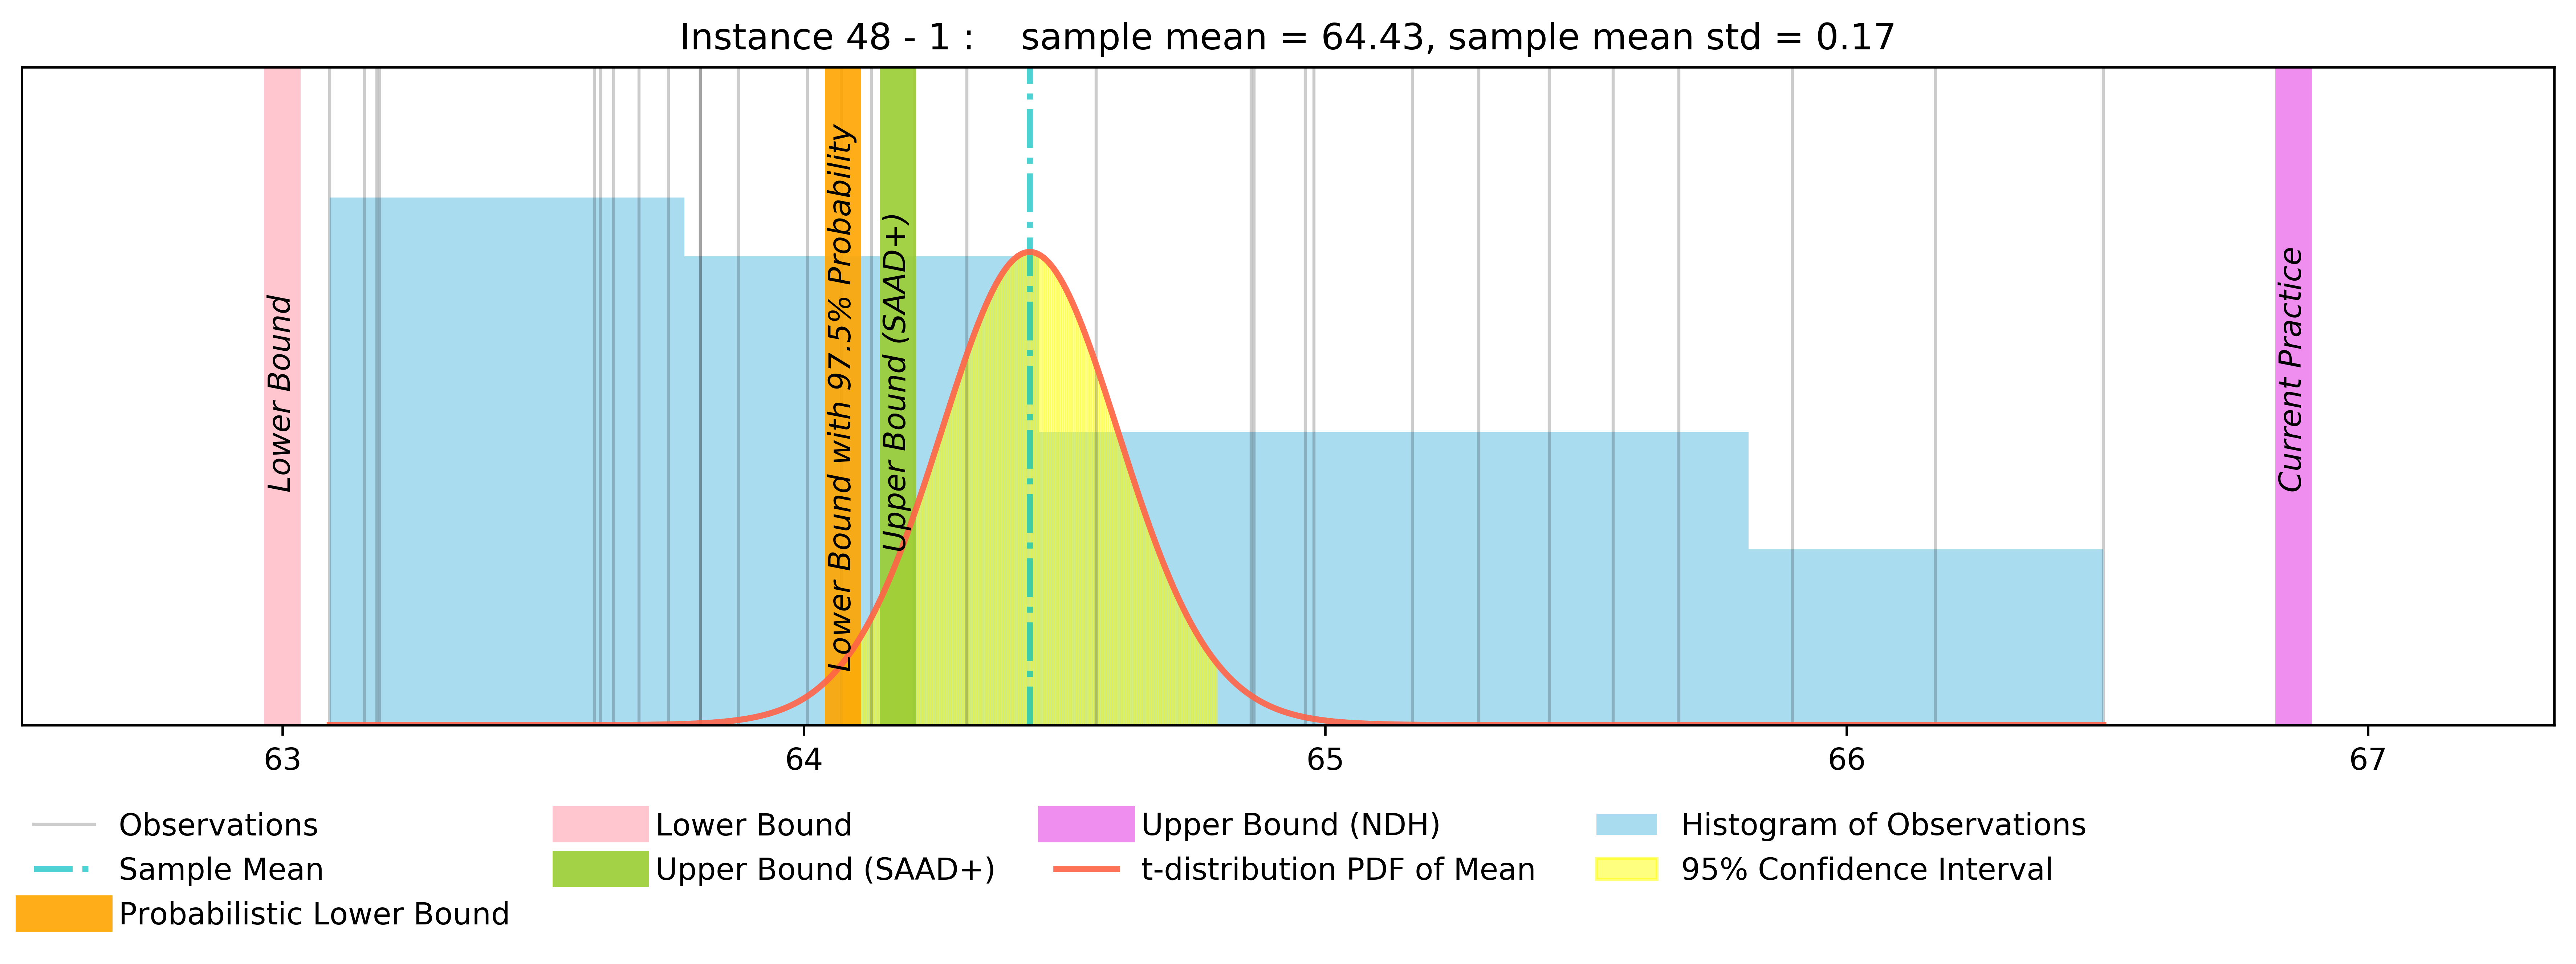 Instance 48 - 1 :    sample mean = 64.43, sample mean std = 0.17
Lower Bound
Lower Bound with 97.5% Probability
Upper Bound (SAAD+)
Current Practice
63 64 65 66 67
Observations
Sample Mean
Probabilistic Lower Bound
Lower Bound
Upper Bound (SAAD+)
Upper Bound (NDH)
t-distribution PDF of Mean
Histogram of Observations
95% Confidence Interval